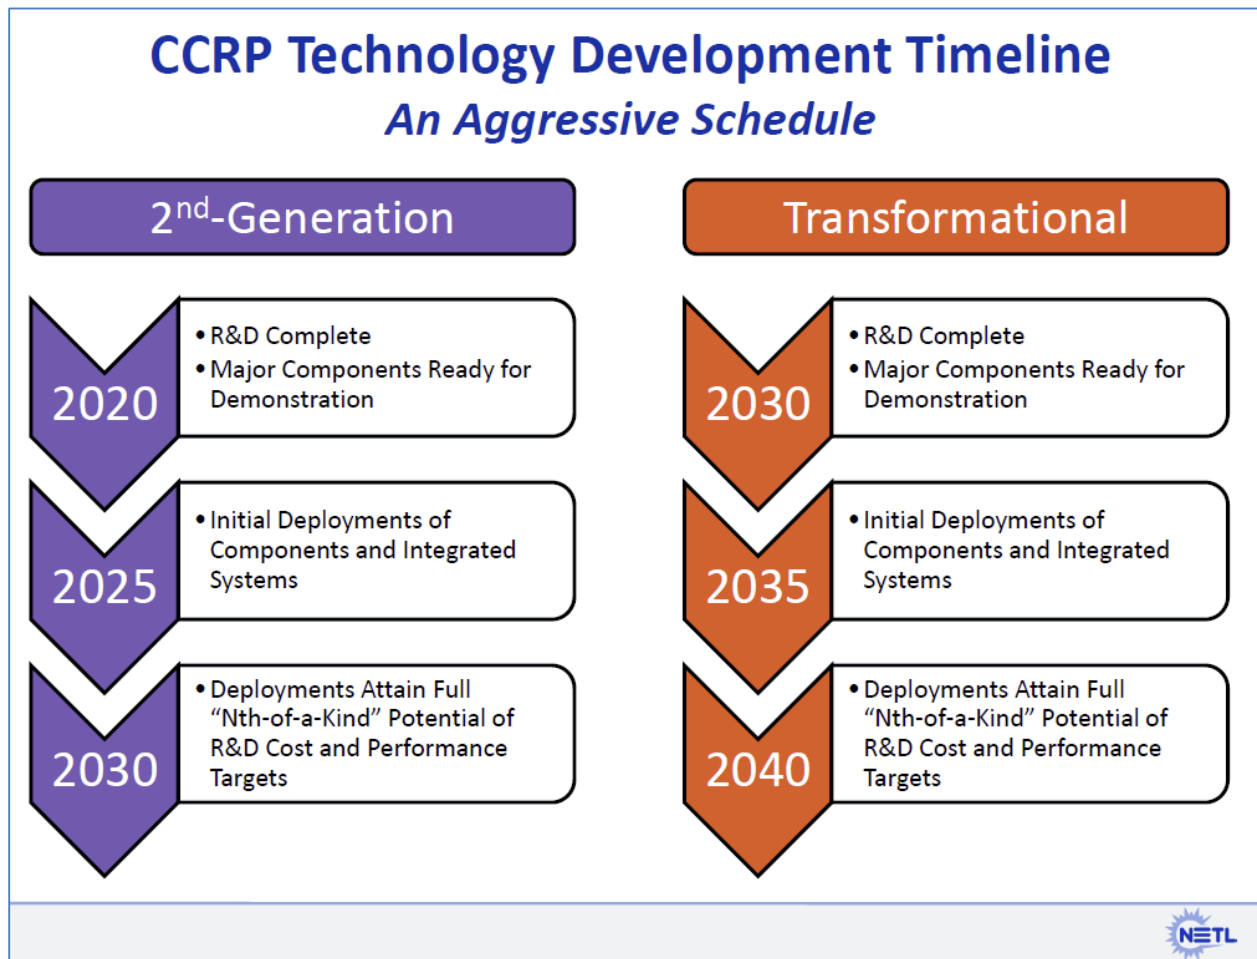 CCRP Technology Development Timeline
An Aggressive Schedule
2nd-Generation
2020
• R&D Complete
• Major Components Ready for
Demonstration
2025
• Initial Deployments of
Components and Integrated
Systems
2030
• Deployments Attain Full
“Nth-of-a-Kind” Potential of
R&D Cost and Performance
Targets
Transformational
2030
• R&D Complete
• Major Components Ready for
Demonstration
2035
• Initial Deployments of
Components and Integrated
Systems
2040
• Deployments Attain Full
“Nth-of-a-Kind” Potential of
R&D Cost and Performance
Targets
NETL